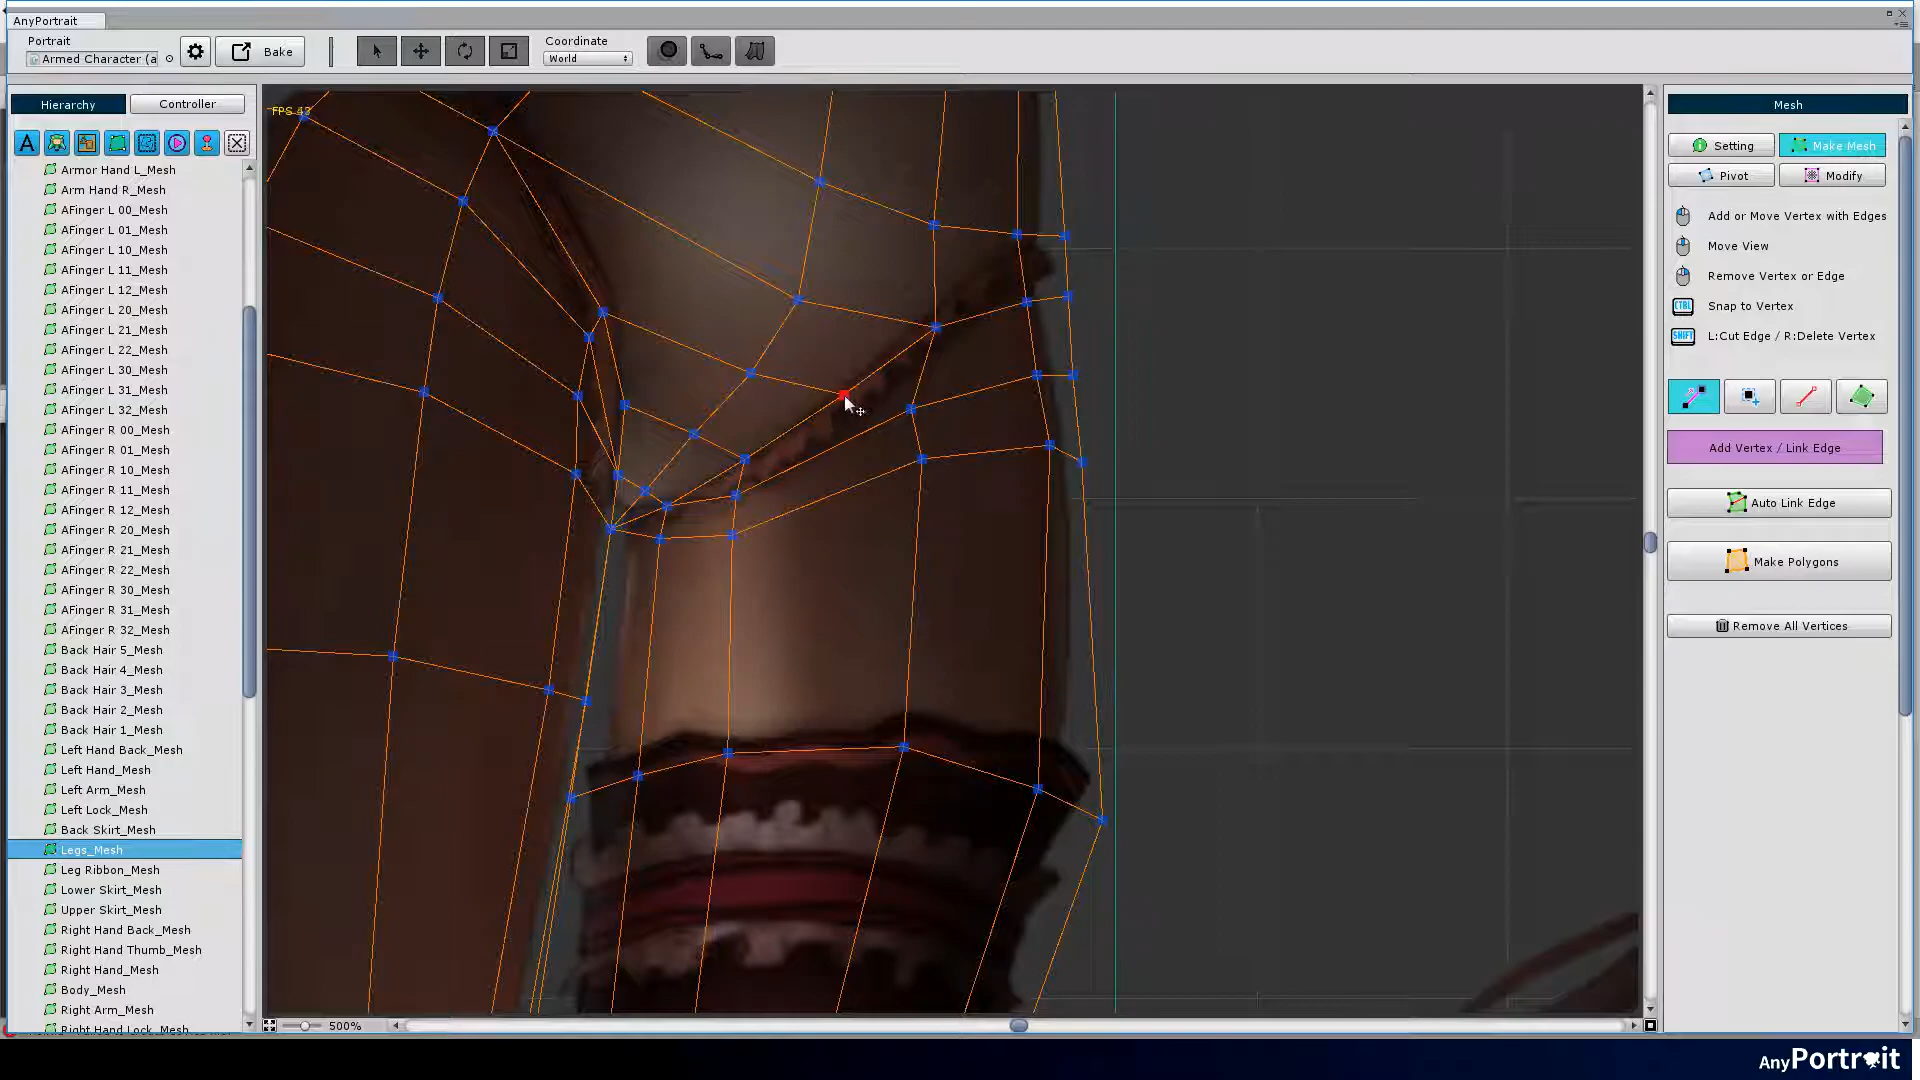 AnyPortrait
Portrait
Armed Character (a
Bake
Coordinate
World
Hierarchy
Controller
A
Armor Hand L_Mesh
Arm Hand R_Mesh
AFinger L 00_Mesh
AFinger L 01_Mesh
AFinger L 10_Mesh
AFinger L 11_Mesh
AFinger L 12_Mesh
AFinger L 20_Mesh
AFinger L 21_Mesh
AFinger L 22_Mesh
AFinger L 30_Mesh
AFinger L 31_Mesh
AFinger L 32_Mesh
AFinger R 00_Mesh
AFinger R 01_Mesh
AFinger R 10_Mesh
AFinger R 11_Mesh
AFinger R 12_Mesh
AFinger R 20_Mesh
AFinger R 21_Mesh
AFinger R 22_Mesh
AFinger R 30_Mesh
AFinger R 31_Mesh
AFinger R 32_Mesh
Back Hair 5_Mesh
Back Hair 4_Mesh
Back Hair 3_Mesh
Back Hair 2_Mesh
Back Hair 1_Mesh
Left Hand Back_Mesh
Left Hand_Mesh
Left Arm_Mesh
Left Lock_Mesh
Back Skirt_Mesh
Legs_Mesh
Leg Ribbon_Mesh
Lower Skirt_Mesh
Upper Skirt_Mesh
Right Hand Back_Mesh
Right Hand Thumb_Mesh
Right Hand_Mesh
Body_Mesh
Right Arm_Mesh
Right Hand Lock_Mesh
FPS 43
500%
Mesh
Setting
Make Mesh
Pivot
Modify
Add or Move Vertex with Edges
Move View
Remove Vertex or Edge
CTRL
Snap to Vertex
SHIFT
L:Cut Edge / R:Delete Vertex
Add Vertex / Link Edge
Auto Link Edge
Make Polygons
Remove All Vertices
AnyPortrait